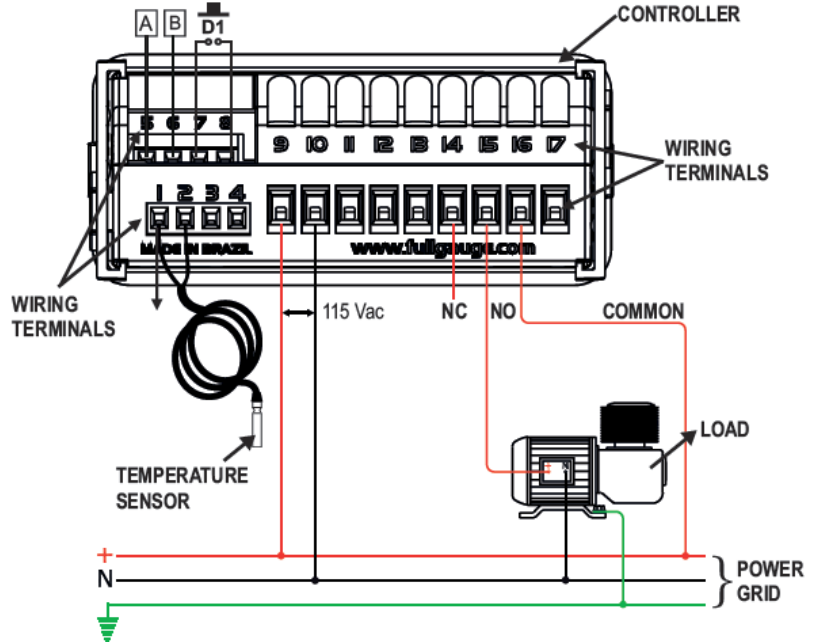 A B
D1
CONTROLLER
5 6 7 8
9 10 11 12 13 14 15 16 17
WIRING
TERMINALS
1 2 3 4
MADE IN BRAZIL
www.fullgauge.com
WIRING
TERMINALS
115 Vac
NC NO COMMON
LOAD
+ N
TEMPERATURE
SENSOR
+
N
POWER
GRID